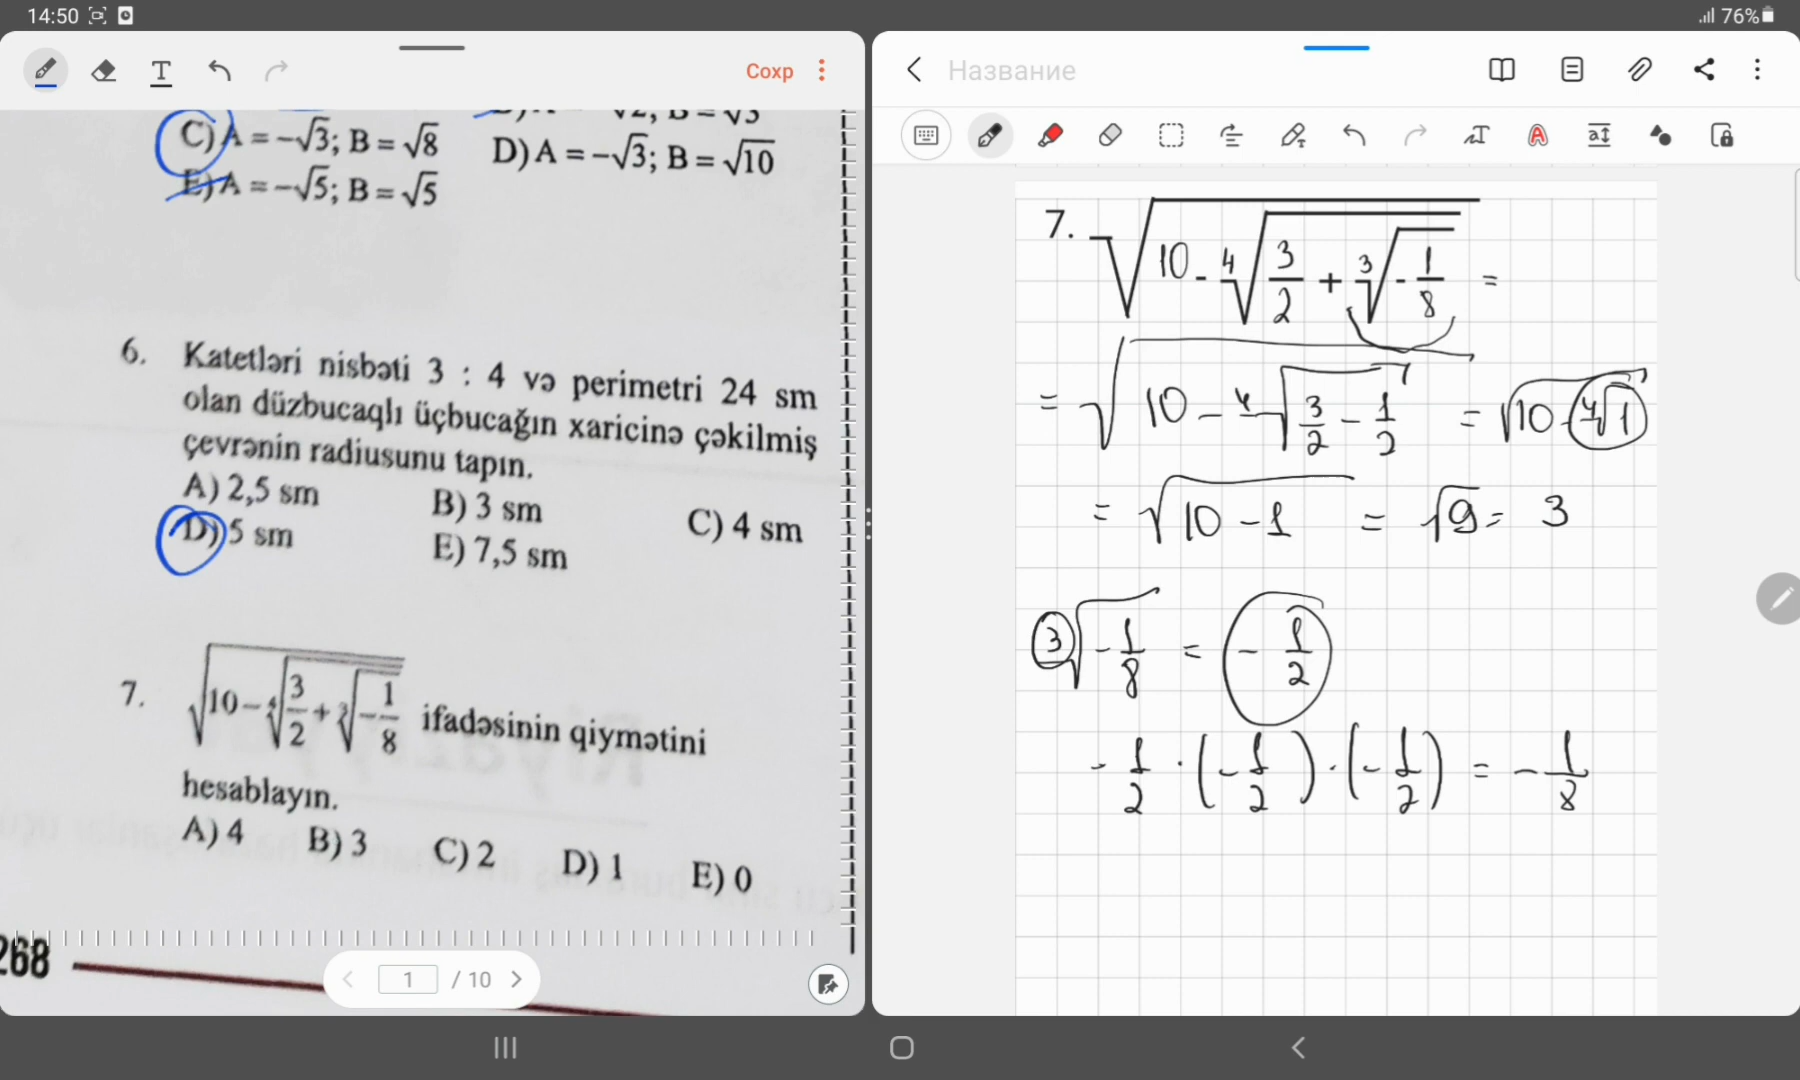 14:50
76%
Сохр
Название
C) A = −√3; B = √8
D) A = −√3; B = √10
E) A = −√5; B = √5
6. Katetləri nisbəti 3 : 4 və perimetri 24 sm
olan düzbucaqlı üçbucağın xaricinə çəkilmiş
çevrənin radiusunu tapın.
A) 2,5 sm B) 3 sm C) 4 sm
D) 5 sm E) 7,5 sm
7. √(10 − ⁴√(3/2 + ³√(−1/8))) ifadəsinin qiymətini
hesablayın.
A) 4 B) 3 C) 2 D) 1 E) 0
268
1 / 10
7. √(10 - ⁴√(3/2 + ³√(-1/8))) =
= √(10 - ⁴√(3/2 - 1/2)) = √(10 - ⁴√1)
= √(10 - 1) = √9 = 3
³√(-1/8) = -1/2
-1/2 · (-1/2) · (-1/2) = -1/8